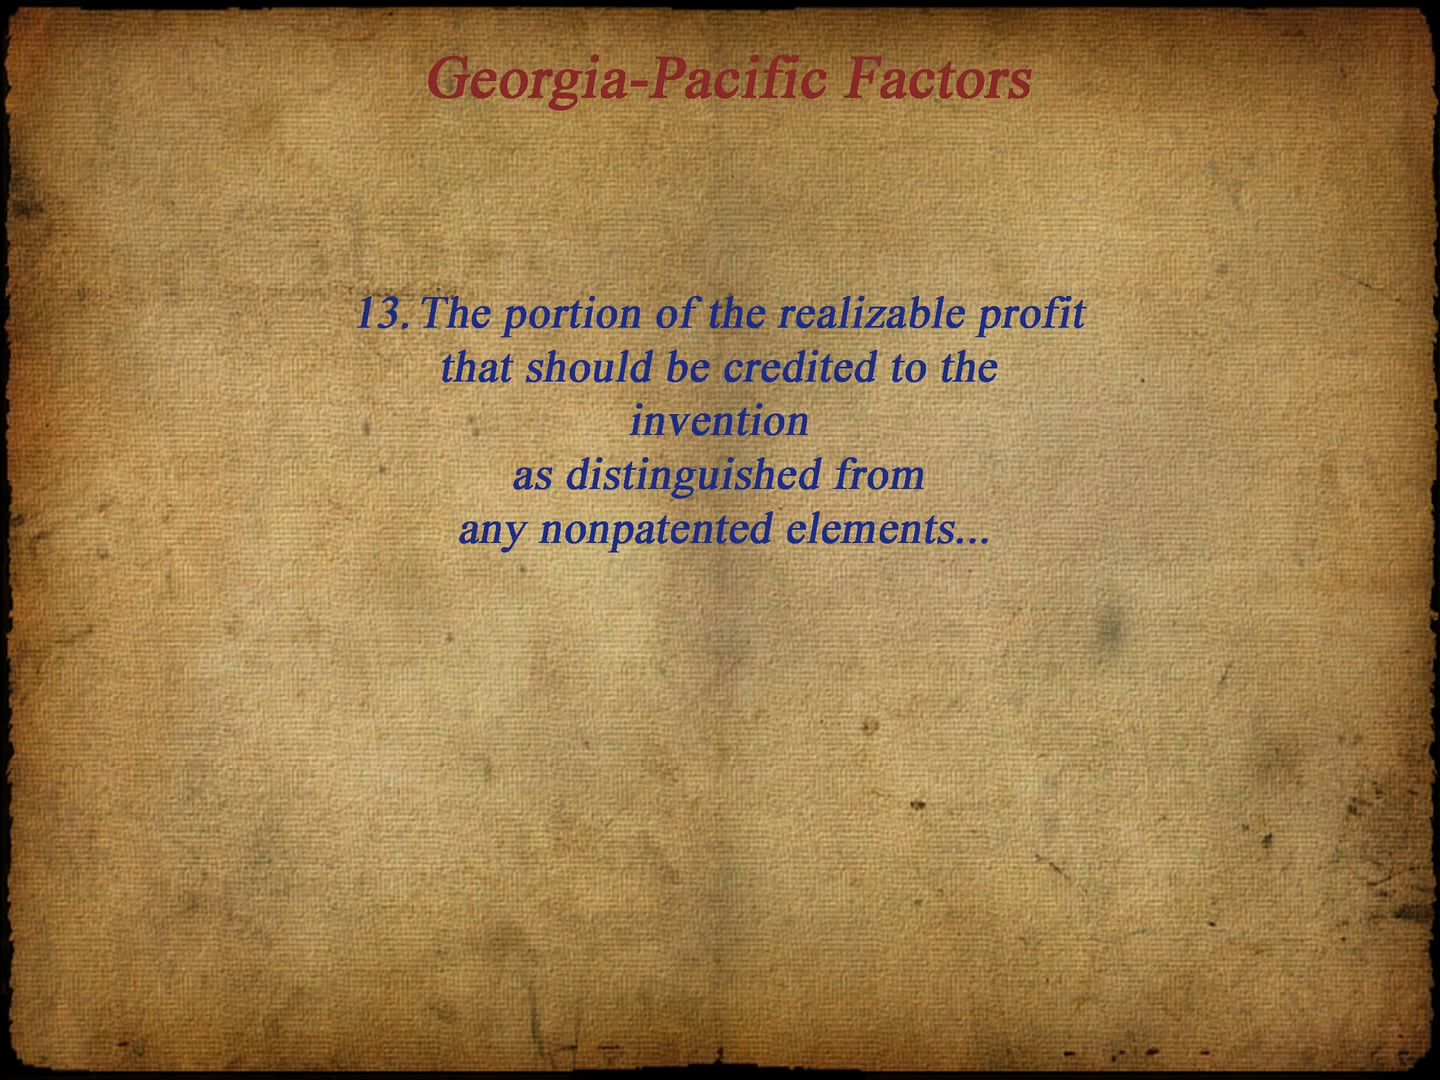 Georgia-Pacific Factors
13. The portion of the realizable profit
that should be credited to the
invention
as distinguished from
any nonpatented elements...